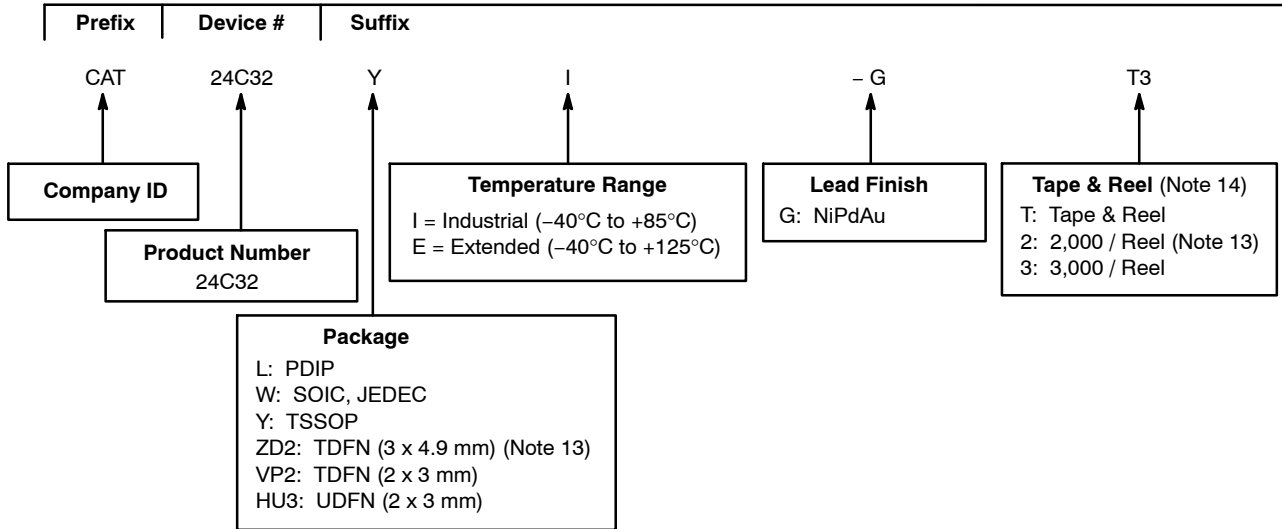 Prefix Device # Suffix
CAT 24C32 Y I – G T3
Company ID
Product Number
24C32
Package
L: PDIP
W: SOIC, JEDEC
Y: TSSOP
ZD2: TDFN (3 x 4.9 mm) (Note 13)
VP2: TDFN (2 x 3 mm)
HU3: UDFN (2 x 3 mm)
Temperature Range
I = Industrial (–40°C to +85°C)
E = Extended (–40°C to +125°C)
Lead Finish
G: NiPdAu
Tape & Reel (Note 14)
T: Tape & Reel
2: 2,000 / Reel (Note 13)
3: 3,000 / Reel